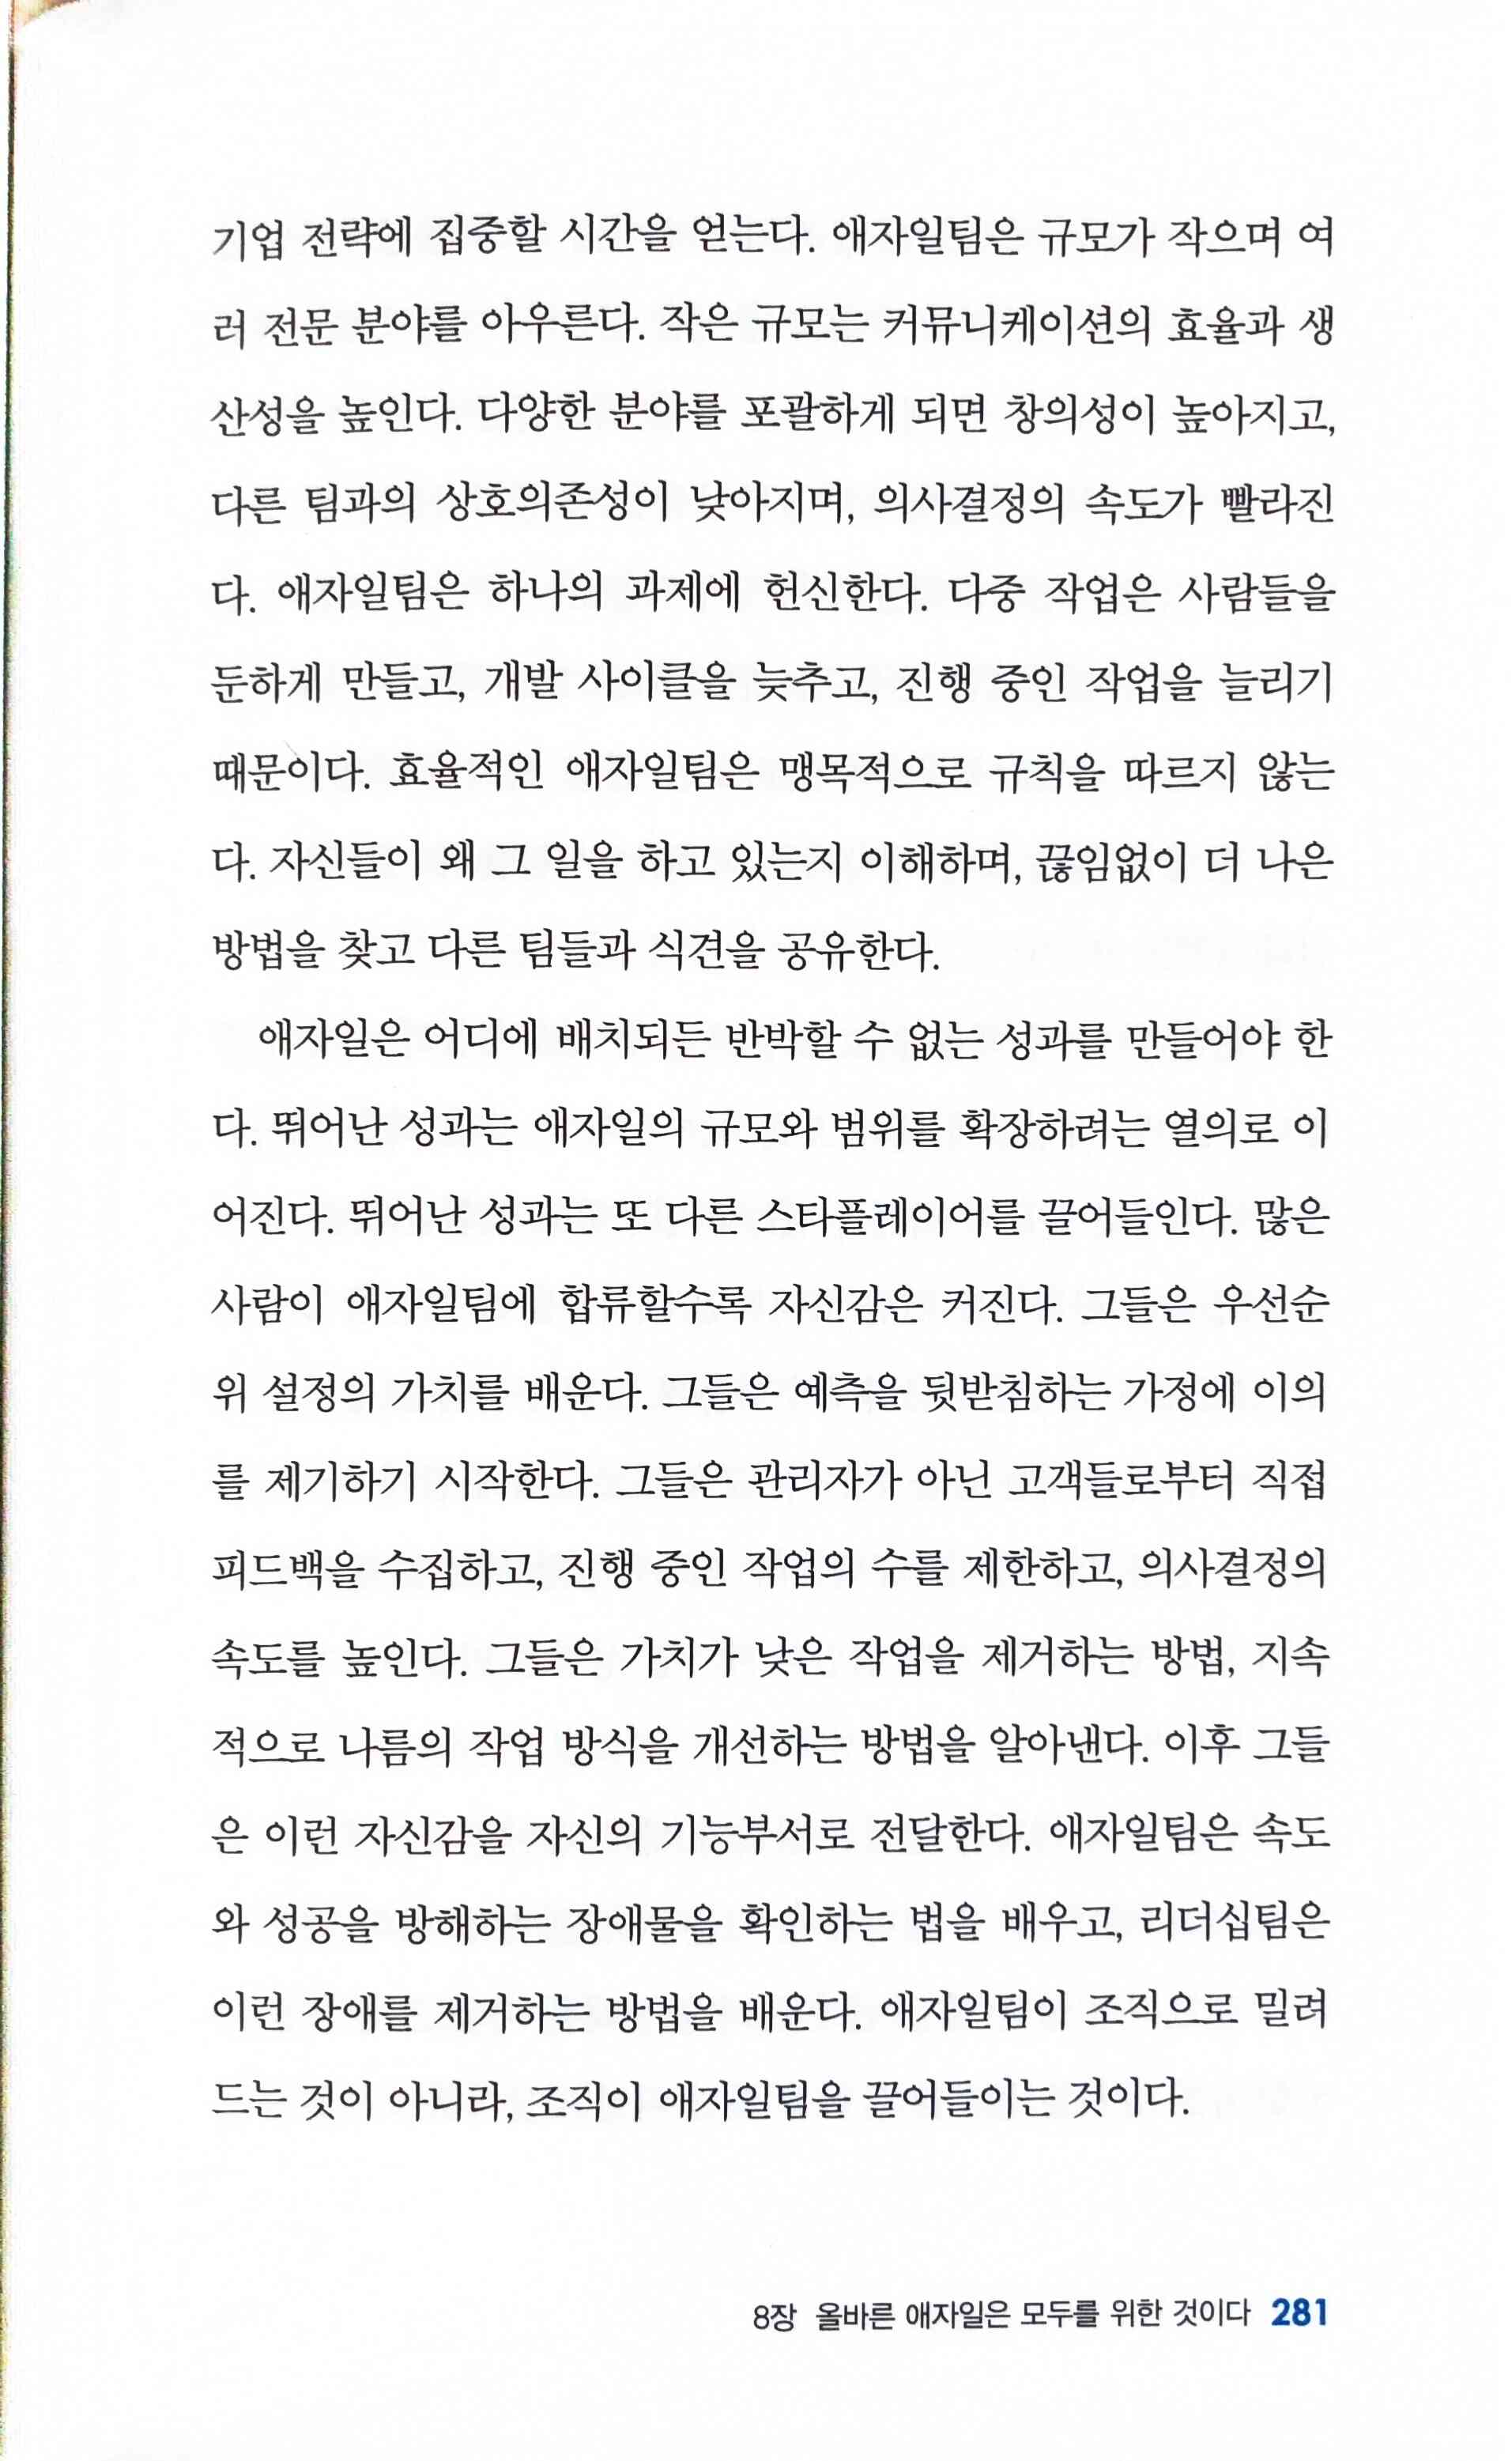 기업 전략에 집중할 시간을 얻는다. 애자일팀은 규모가 작으며 여
러 전문 분야를 아우른다. 작은 규모는 커뮤니케이션의 효율과 생
산성을 높인다. 다양한 분야를 포괄하게 되면 창의성이 높아지고,
다른 팀과의 상호의존성이 낮아지며, 의사결정의 속도가 빨라진
다. 애자일팀은 하나의 과제에 헌신한다. 다중 작업은 사람들을
둔하게 만들고, 개발 사이클을 늦추고, 진행 중인 작업을 늘리기
때문이다. 효율적인 애자일팀은 맹목적으로 규칙을 따르지 않는
다. 자신들이 왜 그 일을 하고 있는지 이해하며, 끊임없이 더 나은
방법을 찾고 다른 팀들과 식견을 공유한다.
애자일은 어디에 배치되든 반박할 수 없는 성과를 만들어야 한
다. 뛰어난 성과는 애자일의 규모와 범위를 확장하려는 열의로 이
어진다. 뛰어난 성과는 또 다른 스타플레이어를 끌어들인다. 많은
사람이 애자일팀에 합류할수록 자신감은 커진다. 그들은 우선순
위 설정의 가치를 배운다. 그들은 예측을 뒷받침하는 가정에 이의
를 제기하기 시작한다. 그들은 관리자가 아닌 고객들로부터 직접
피드백을 수집하고, 진행 중인 작업의 수를 제한하고, 의사결정의
속도를 높인다. 그들은 가치가 낮은 작업을 제거하는 방법, 지속
적으로 나름의 작업 방식을 개선하는 방법을 알아낸다. 이후 그들
은 이런 자신감을 자신의 기능부서로 전달한다. 애자일팀은 속도
와 성공을 방해하는 장애물을 확인하는 법을 배우고, 리더십팀은
이런 장애를 제거하는 방법을 배운다. 애자일팀이 조직으로 밀려
드는 것이 아니라, 조직이 애자일팀을 끌어들이는 것이다.
8장 올바른 애자일은 모두를 위한 것이다 281